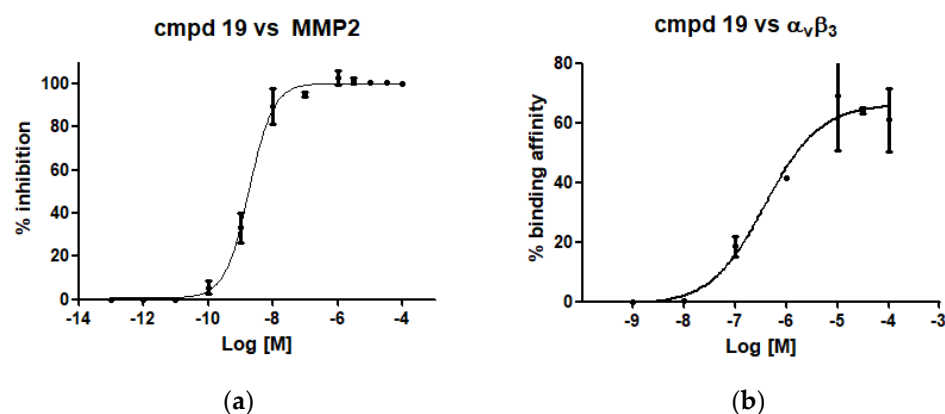 cmpd 19 vs MMP2
% inhibition
100
80
60
40
20
0
-14 -12 -10 -8 -6 -4
Log [M]
(a)
cmpd 19 vs αvβ3
% binding affinity
80
60
40
20
0
-9 -8 -7 -6 -5 -4 -3
Log [M]
(b)